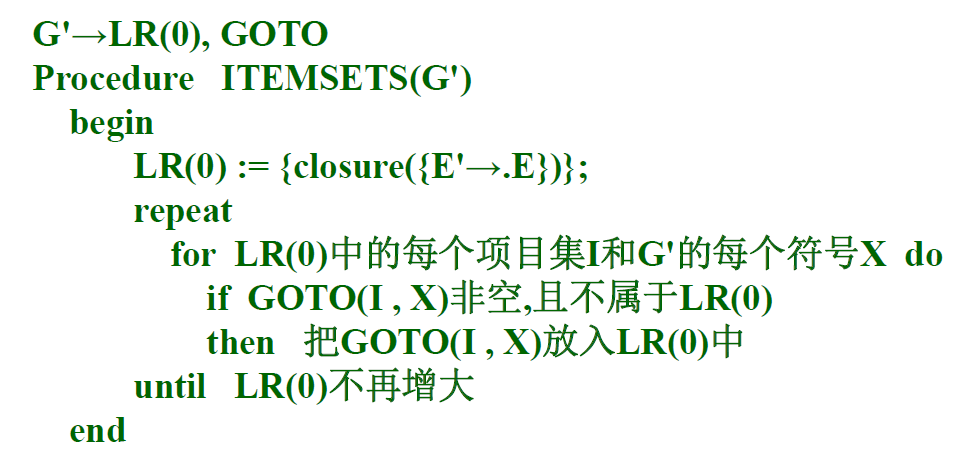 G'→LR(0), GOTO
Procedure ITEMSETS(G')
begin
LR(0) := {closure({E'→.E})};
repeat
for LR(0)中的每个项目集I和G'的每个符号X do
if GOTO(I , X)非空,且不属于LR(0)
then 把GOTO(I , X)放入LR(0)中
until LR(0)不再增大
end